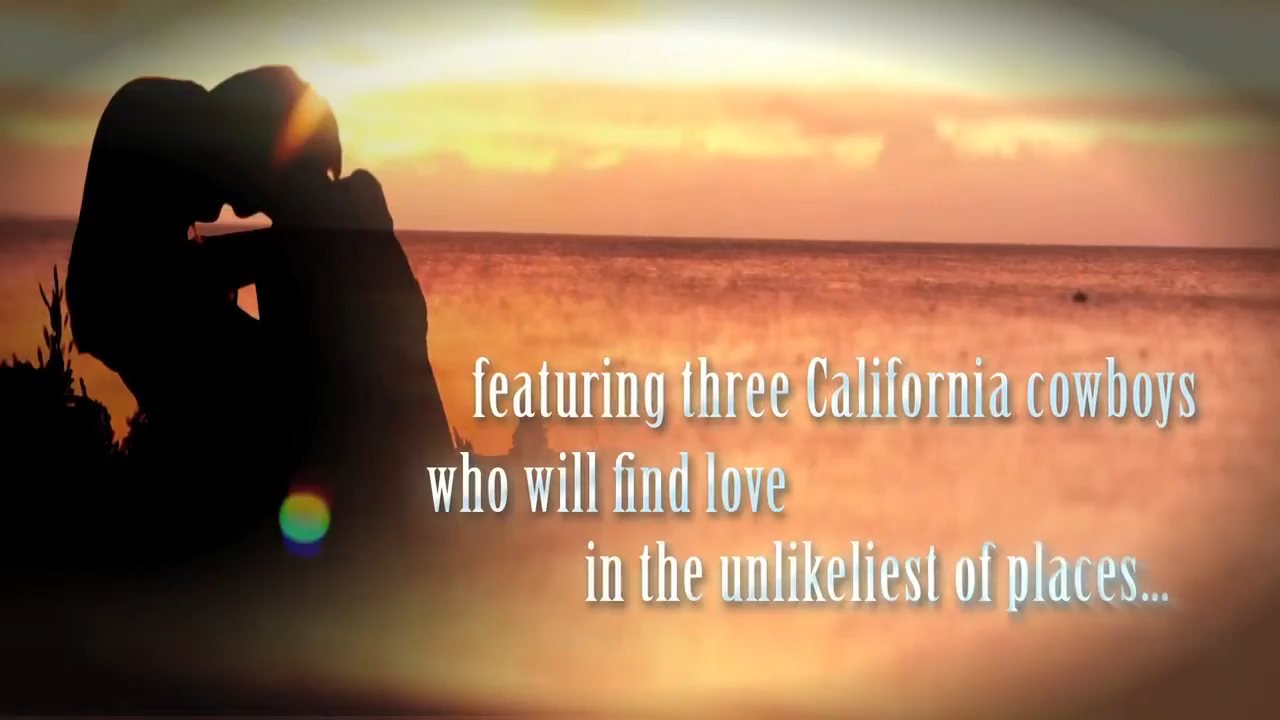 featuring three California cowboys
who will find love
in the unlikeliest of places...